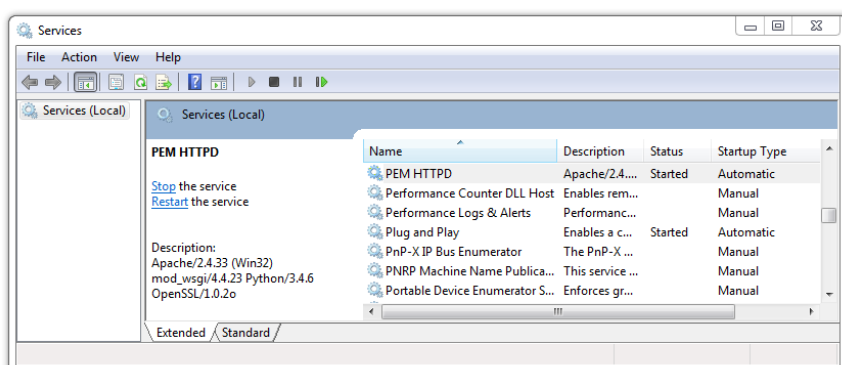 Services
File Action View Help
Services (Local)
Services (Local)
PEM HTTPD
Stop the service
Restart the service
Description:
Apache/2.4.33 (Win32)
mod_wsgi/4.4.23 Python/3.4.6
OpenSSL/1.0.2o
Name Description Status Startup Type
PEM HTTPD Apache/2.4.... Started Automatic
Performance Counter DLL Host Enables rem... Manual
Performance Logs & Alerts Performanc... Manual
Plug and Play Enables a c... Started Automatic
PnP-X IP Bus Enumerator The PnP-X ... Manual
PNRP Machine Name Publica... This service ... Manual
Portable Device Enumerator S... Enforces gr... Manual
Extended Standard